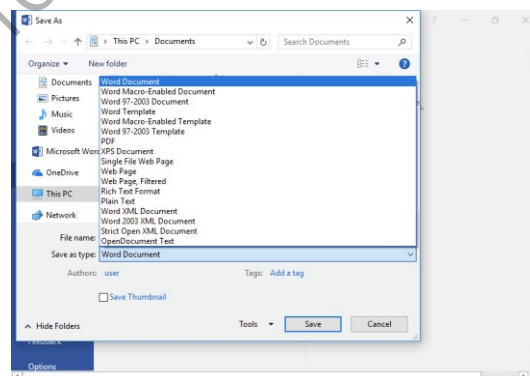 Save As
This PC > Documents
Search Documents
Organize
New folder
Documents
Pictures
Music
Videos
Microsoft Wor
OneDrive
This PC
Network
Word Document
Word Macro-Enabled Document
Word 97-2003 Document
Word Template
Word Macro-Enabled Template
Word 97-2003 Template
PDF
XPS Document
Single File Web Page
Web Page
Web Page, Filtered
Rich Text Format
Plain Text
Word XML Document
Word 2003 XML Document
Strict Open XML Document
OpenDocument Text
File name:
Save as type: Word Document
Authors: user
Tags: Add a tag
Save Thumbnail
Hide Folders
Tools
Save
Cancel
Feedback
Options